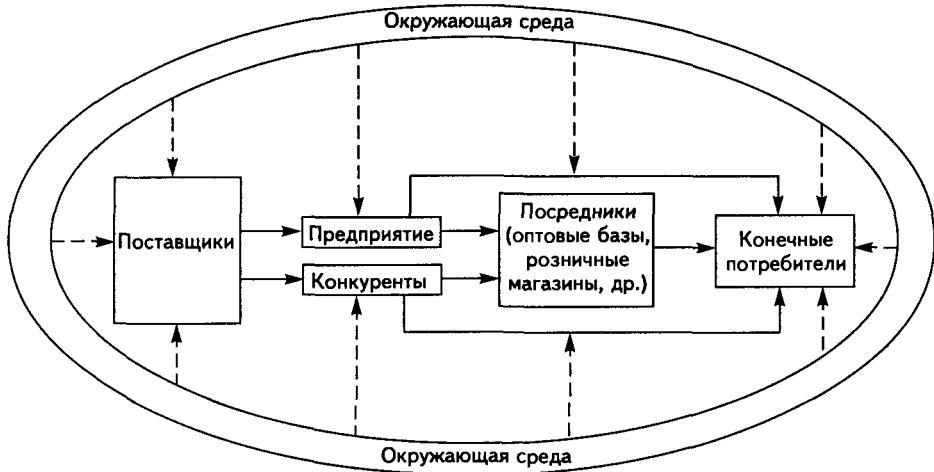 Окружающая среда
Поставщики
Предприятие
Конкуренты
Посредники
(оптовые базы,
розничные
магазины, др.)
Конечные
потребители
Окружающая среда